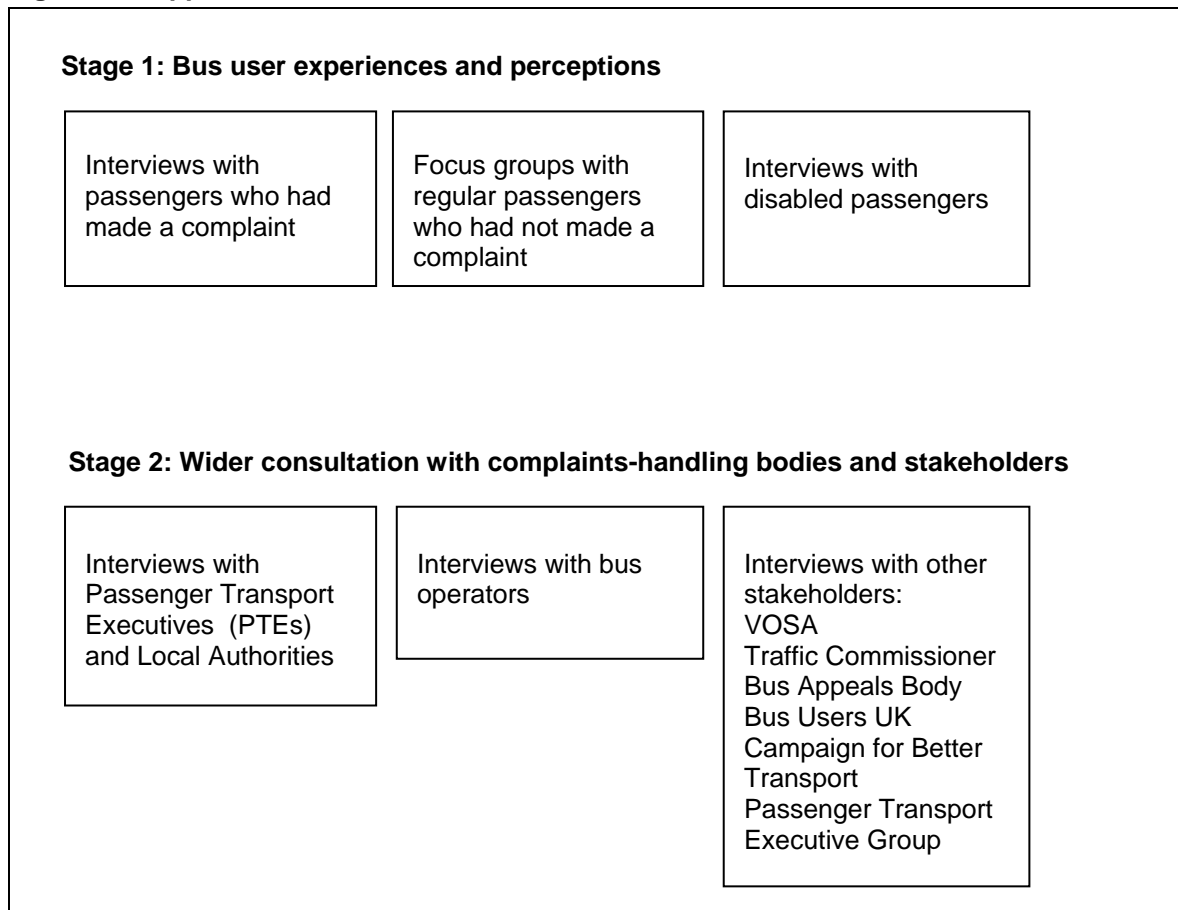 Stage 1: Bus user experiences and perceptions
Interviews with
passengers who had
made a complaint
Focus groups with
regular passengers
who had not made a
complaint
Interviews with
disabled passengers
Stage 2: Wider consultation with complaints-handling bodies and stakeholders
Interviews with
Passenger Transport
Executives (PTEs)
and Local Authorities
Interviews with bus
operators
Interviews with other
stakeholders:
VOSA
Traffic Commissioner
Bus Appeals Body
Bus Users UK
Campaign for Better
Transport
Passenger Transport
Executive Group